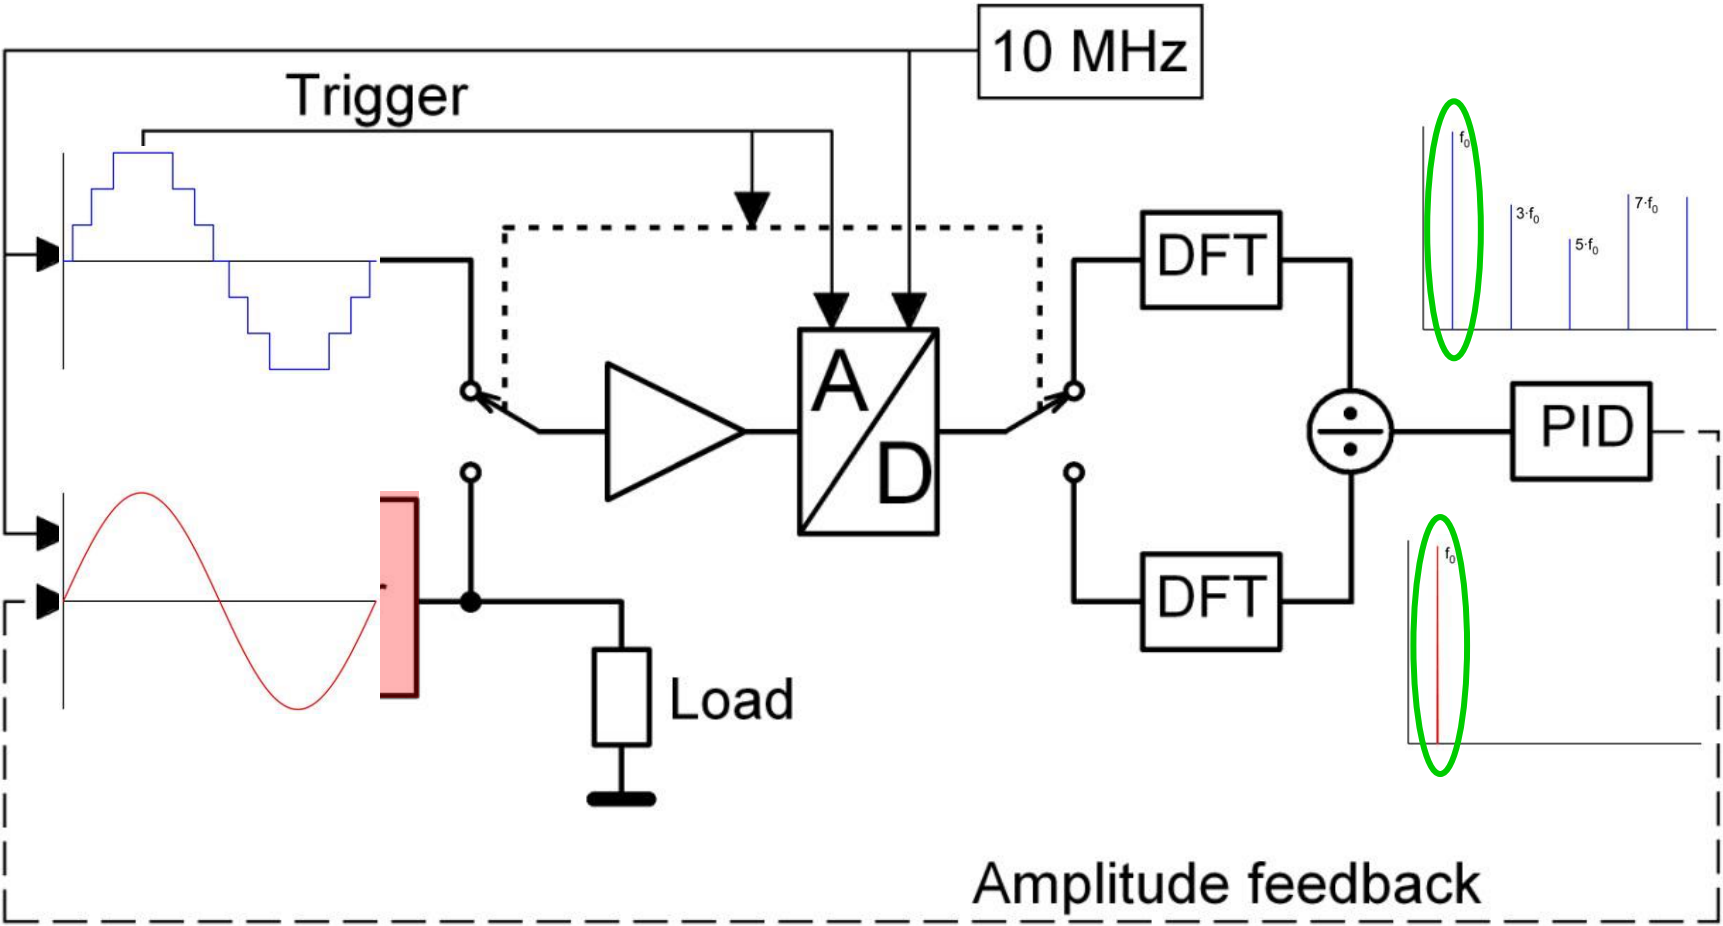 10 MHz
Trigger
f₀
3·f₀
5·f₀
7·f₀
DFT
A
D
PID
f₀
DFT
Load
Amplitude feedback